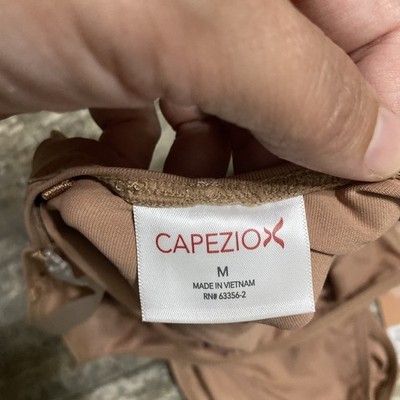 CAPEZIO
M
MADE IN VIETNAM
RN# 63356-2